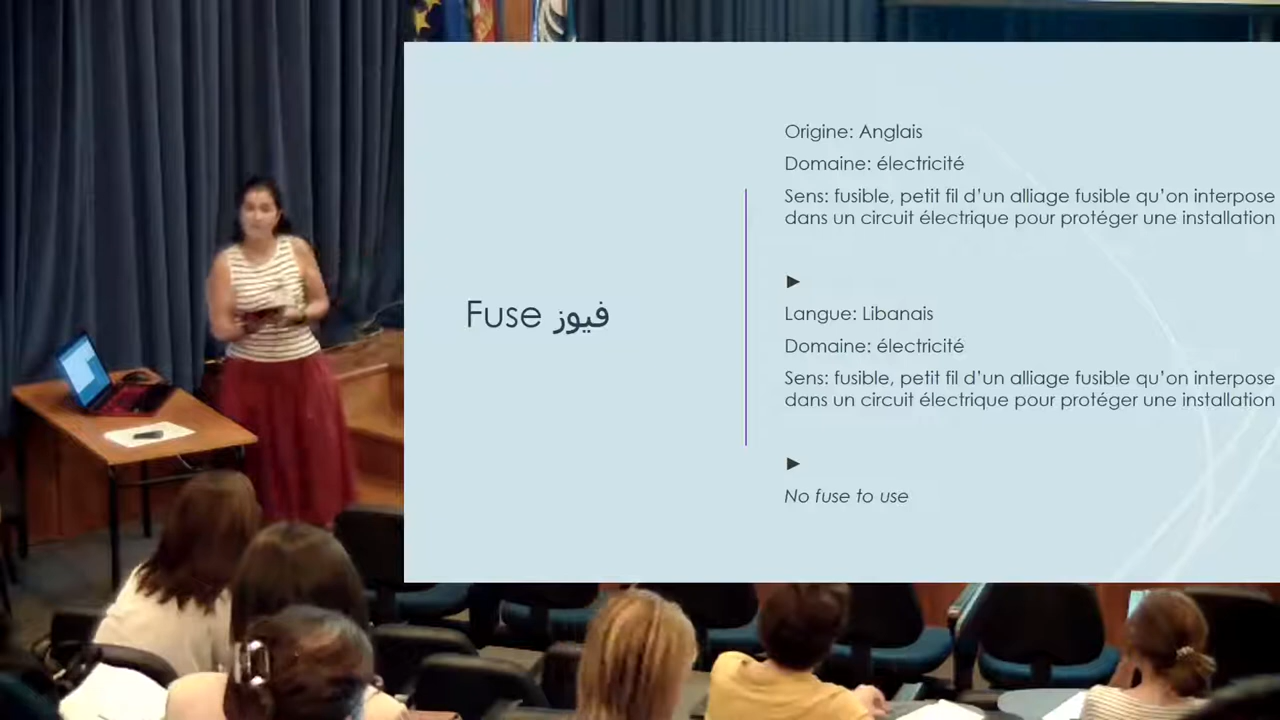 Fuse فيوز
Origine: Anglais
Domaine: électricité
Sens: fusible, petit fil d’un alliage fusible qu’on interpose
dans un circuit électrique pour protéger une installation
►
Langue: Libanais
Domaine: électricité
Sens: fusible, petit fil d’un alliage fusible qu’on interpose
dans un circuit électrique pour protéger une installation
►
No fuse to use